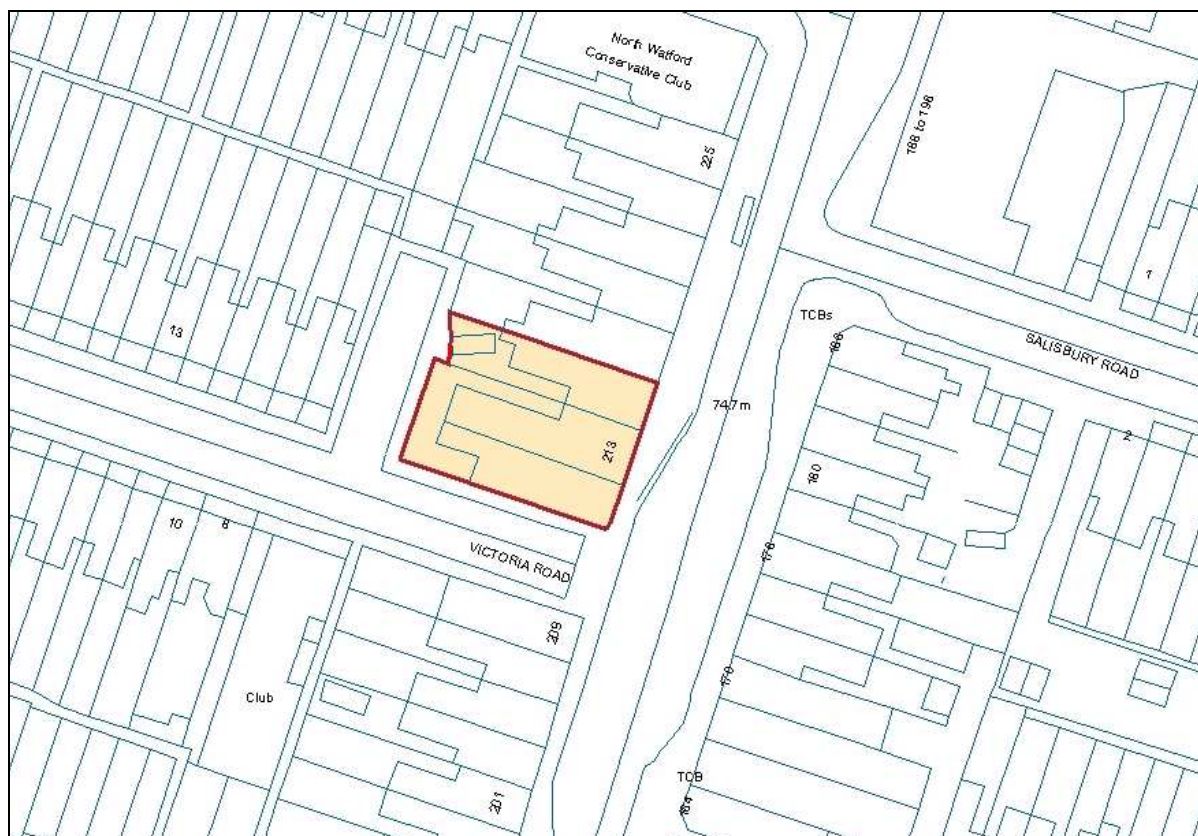 North Watford
Conservative Club
225
188 to 196
1
TCBs
186
SALISBURY ROAD
13
74.7m
2
213
180
10
8
VICTORIA ROAD
176
209
170
Club
TCB
201
164